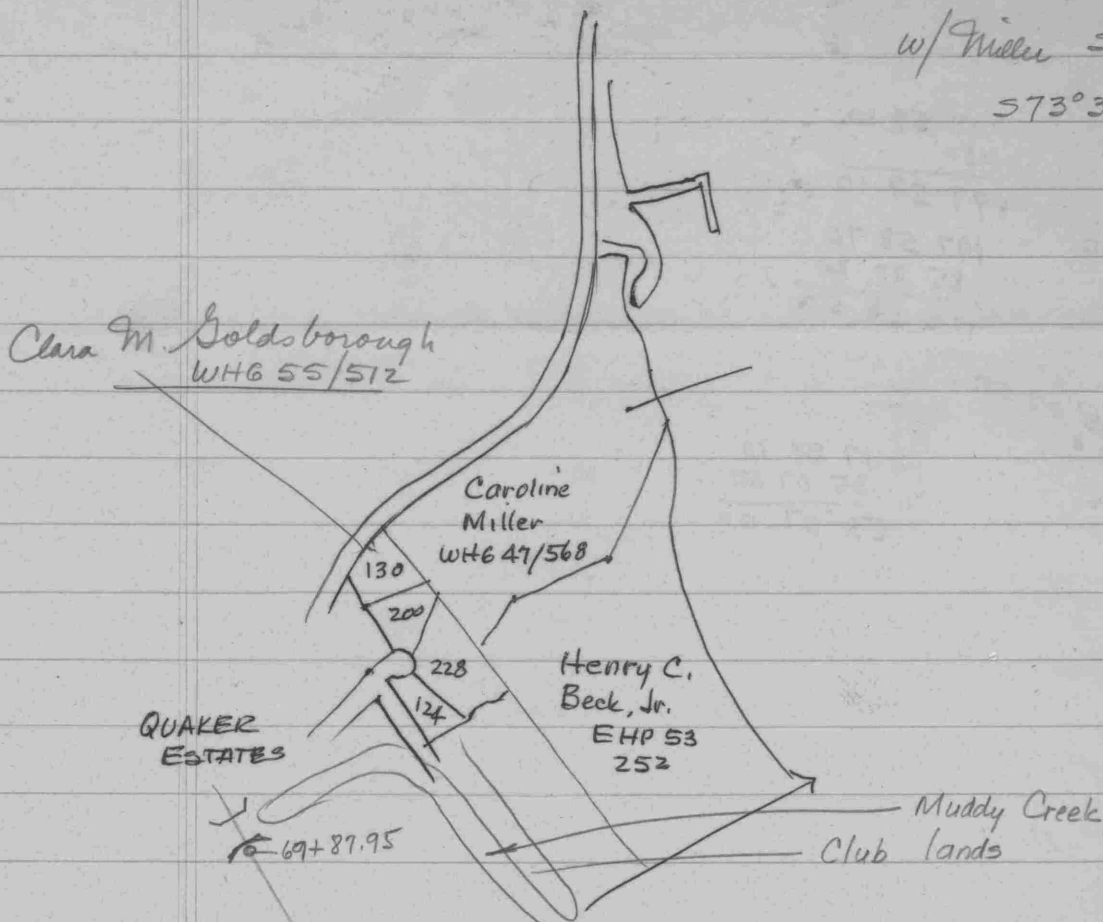 w/ Miller
S73°3
Clara M. Goldsborough
WHG 55/512
Caroline
Miller
WHG 47/568
130
200
228
124
Henry C.
Beck, Jr.
EHP 53
252
QUAKER
ESTATES
69+87.95
Muddy Creek
Club lands